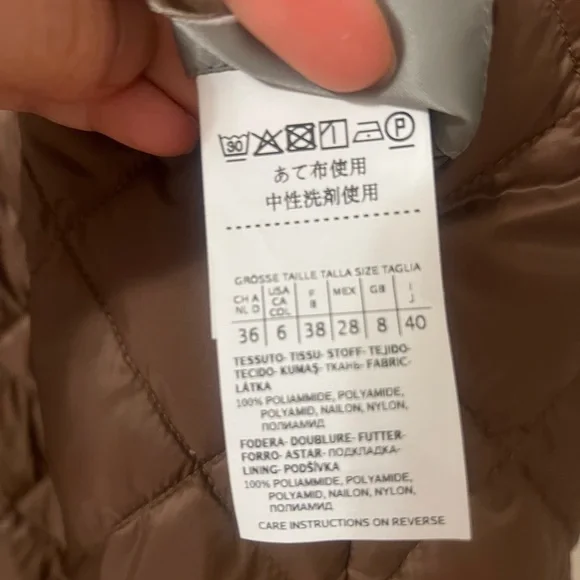 30 P
あて布使用
中性洗剤使用
GRÖSSE TAILLE TALLA SIZE TAGLIA
CH A NL D USA CA COL F B MEX GB I J
36 6 38 28 8 40
TESSUTO- TISSU- STOFF- TEJIDO-
TECIDO- KUMAŞ- ТКАНЬ- FABRIC-
LÁTKA
100% POLIAMMIDE, POLYAMIDE,
POLYAMID, NAILON, NYLON,
ПОЛИАМИД
FODERA- DOUBLURE- FUTTER-
FORRO- ASTAR- ПОДКЛАДКА-
LINING- PODŠÍVKA
100% POLIAMMIDE, POLYAMIDE,
POLYAMID, NAILON, NYLON,
ПОЛИАМИД
CARE INSTRUCTIONS ON REVERSE